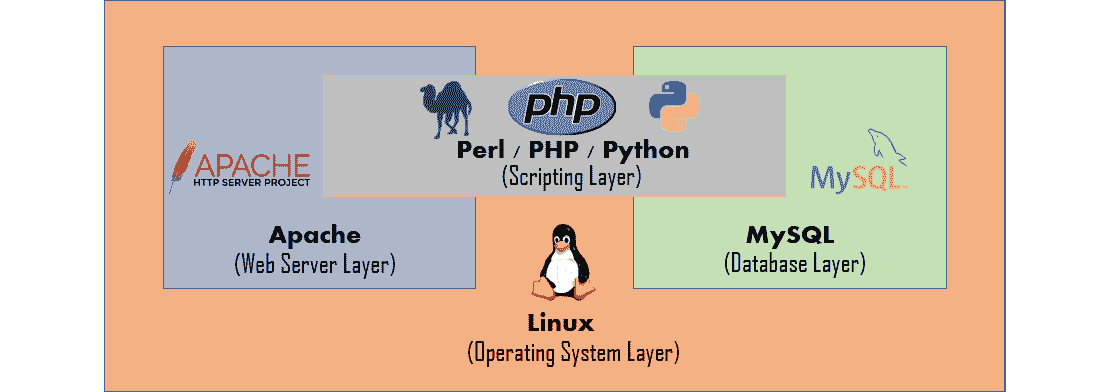 php
Perl / PHP / Python
(Scripting Layer)
APACHE
HTTP SERVER PROJECT
MySQL
Apache
(Web Server Layer)
MySQL
(Database Layer)
Linux
(Operating System Layer)